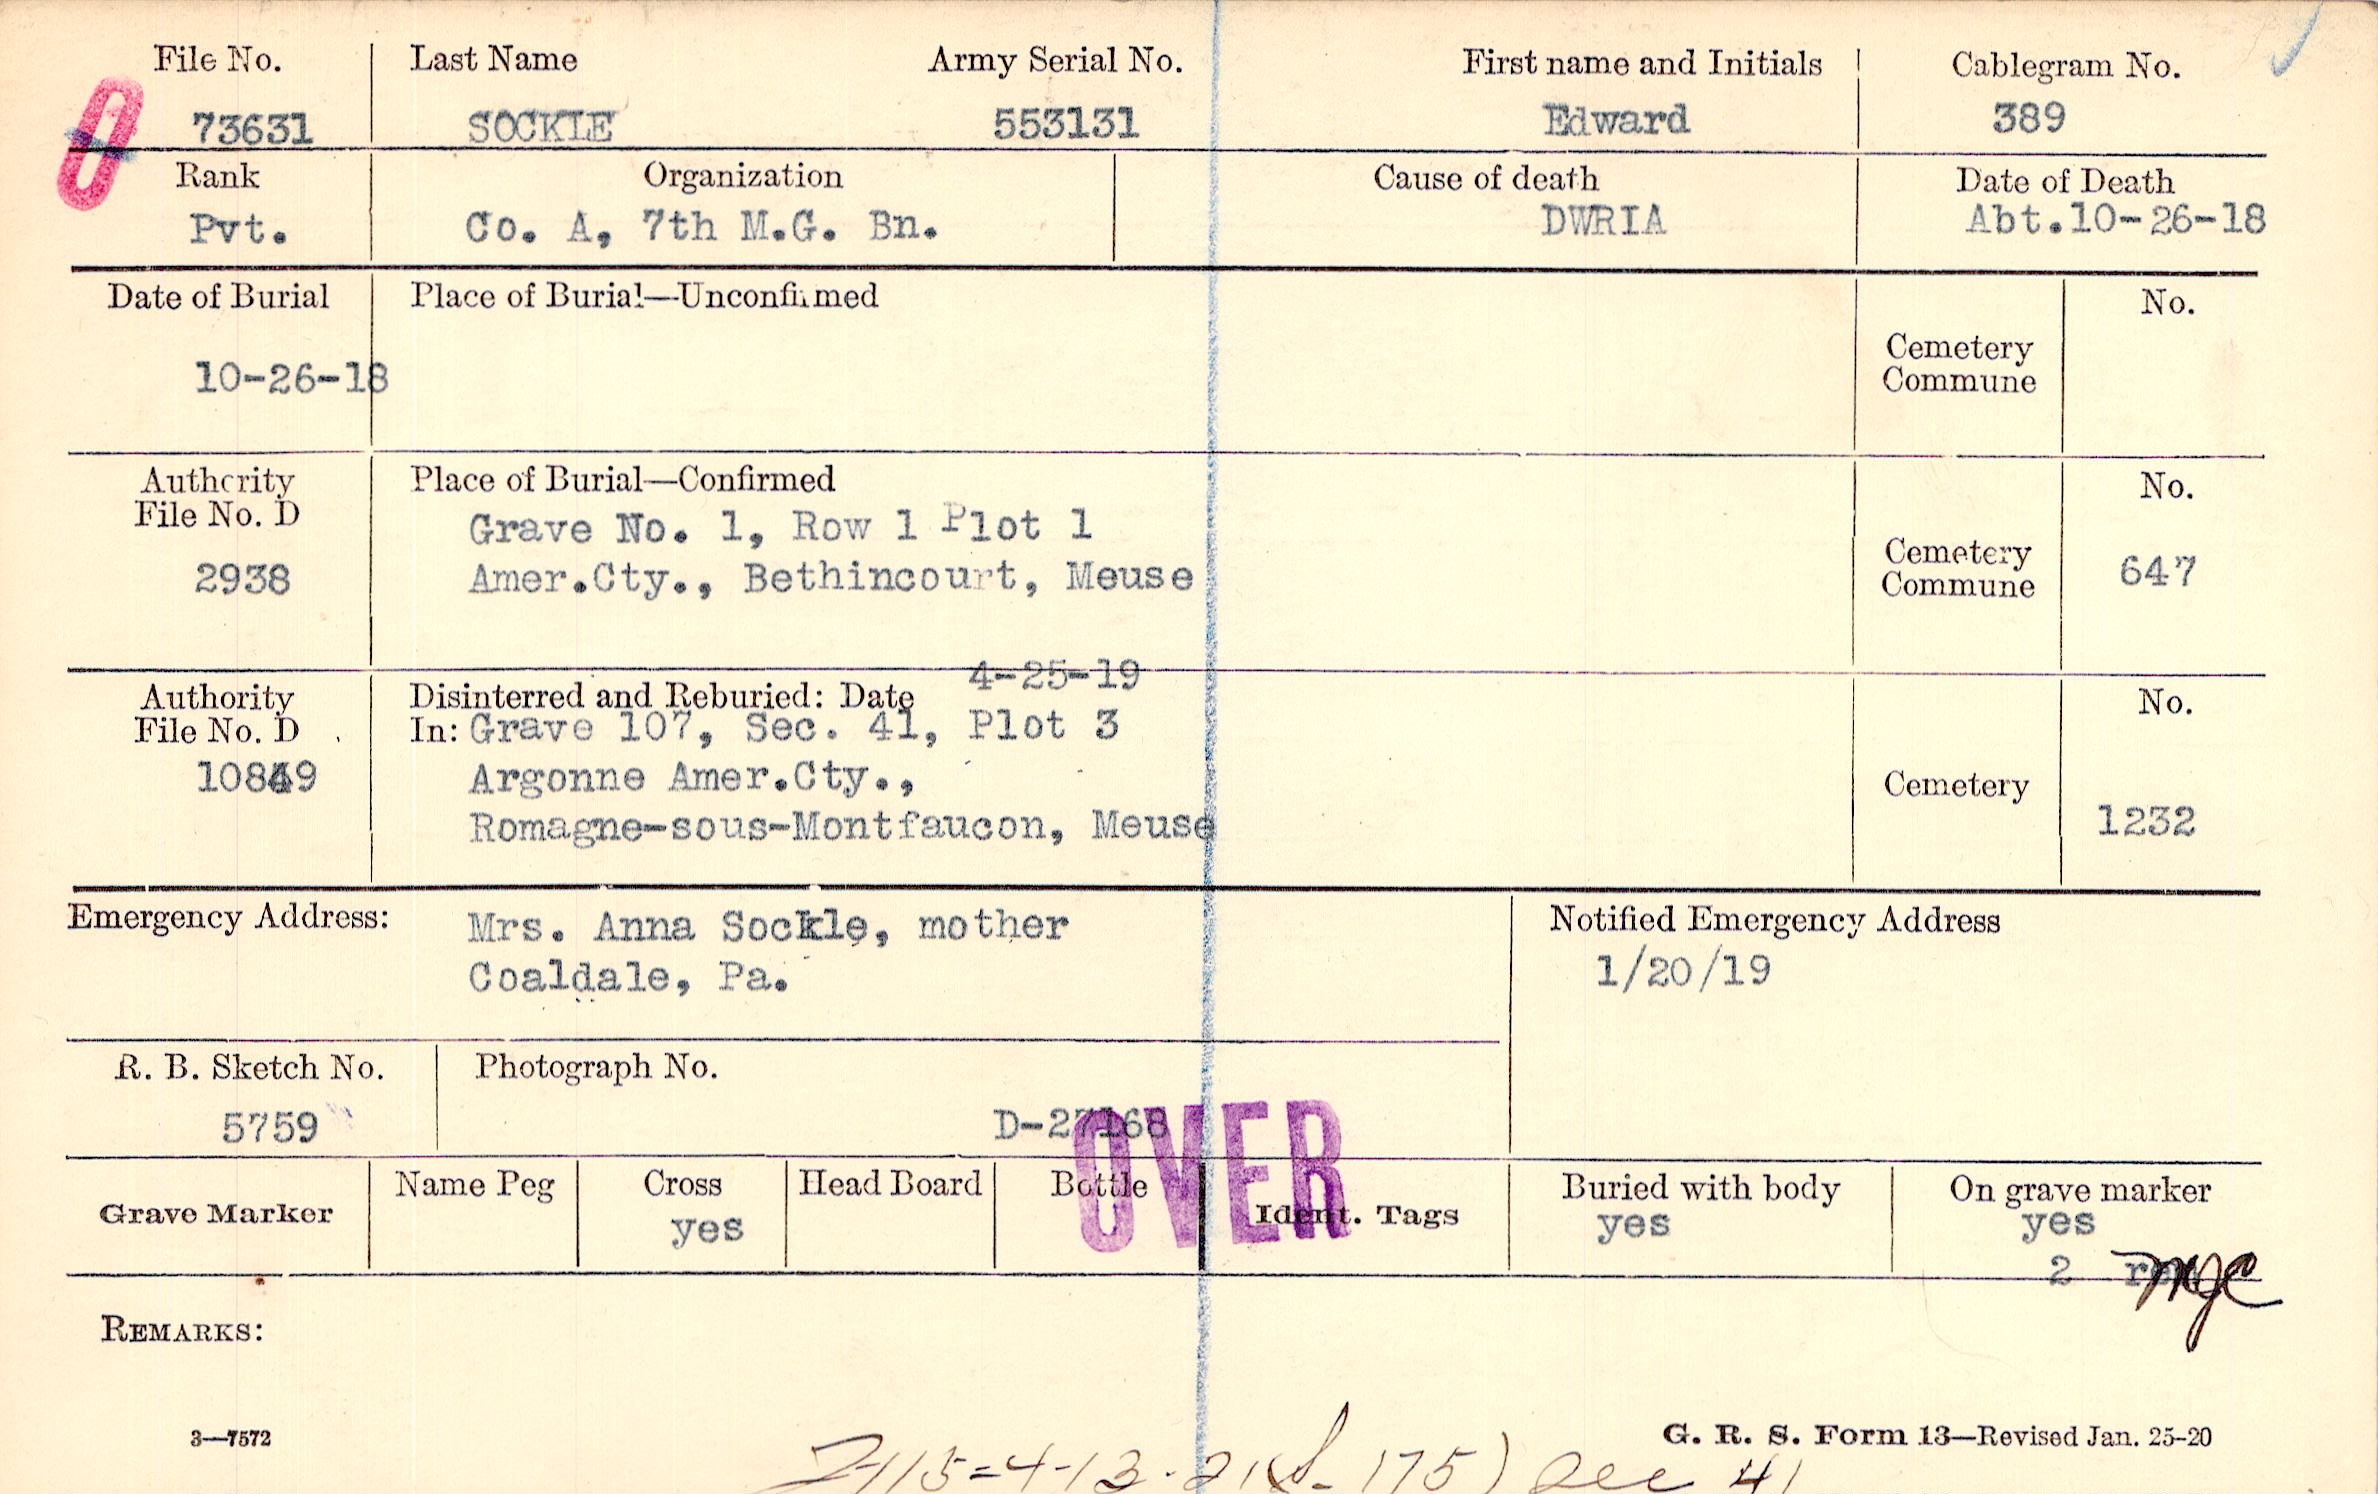 File No. Last Name Army Serial No. First name and Initials Cablegram No.
73631 SOCKLE 553131 Edward 389
Rank Organization Cause of death Date of Death
Pvt. Co. A, 7th M.G. Bn. DWRIA Abt.10-26-18
Date of Burial Place of Burial—Unconfirmed No.
Cemetery
Commune
10-26-18
Authority Place of Burial—Confirmed No.
File No. D
Grave No. 1, Row 1 Plot 1
2938 Amer.Cty., Bethincourt, Meuse
Cemetery
Commune 647
4-25-19
Authority Disinterred and Reburied: Date No.
File No. D In: Grave 107, Sec. 41, Plot 3
10849 Argonne Amer.Cty., Cemetery
Romagne-sous-Montfaucon, Meuse 1232
Emergency Address: Mrs. Anna Sockle, mother Notified Emergency Address
Coaldale, Pa. 1/20/19
R. B. Sketch No. Photograph No.
5759 D-27168
OVER
Grave Marker Name Peg Cross Head Board Bottle Ident. Tags Buried with body On grave marker
yes yes yes
2 MJC
REMARKS:
3—7572 G. R. S. Form 13—Revised Jan. 25-20
175) Sec 41